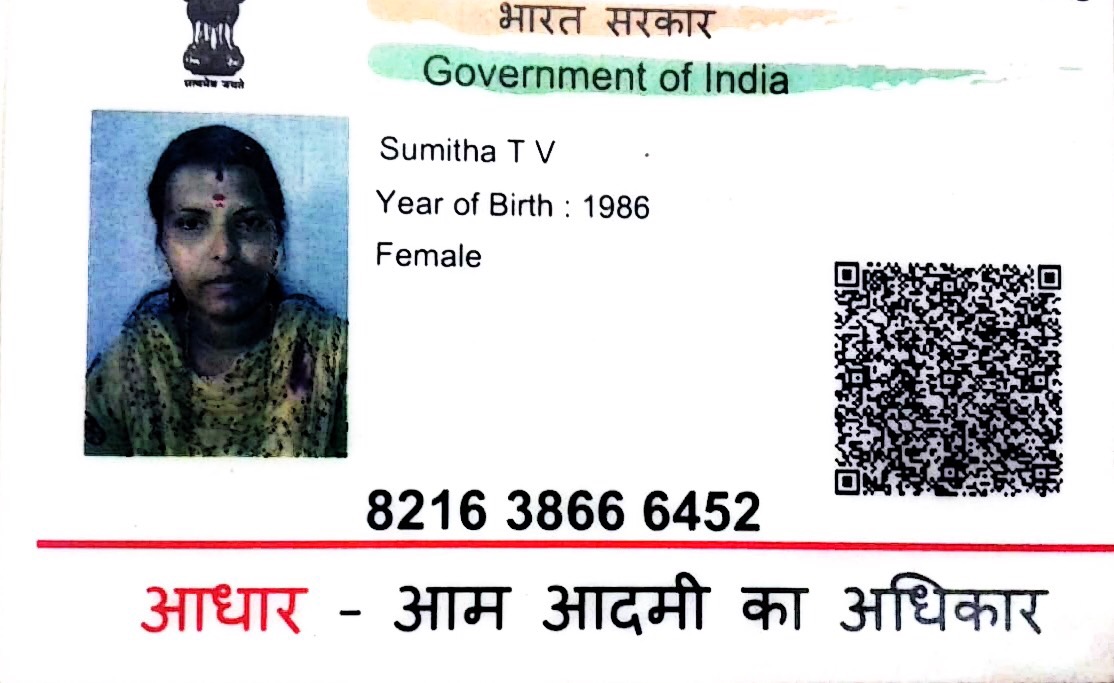 भारत सरकार
Government of India
सत्यमेव जयते
Sumitha T V
Year of Birth : 1986
Female
8216 3866 6452
आधार - आम आदमी का अधिकार